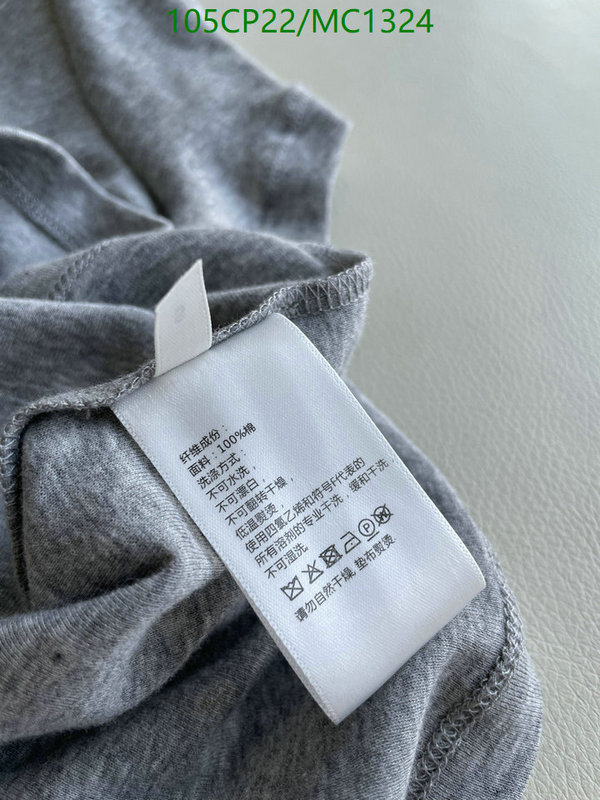 105CP22/MC1324
纤维成份：
面料：100%棉
洗涤方式：
不可水洗，
不可漂白，
不可翻转干燥，
低温熨烫，
使用四氯乙烯和符号F代表的
所有溶剂的专业干洗，缓和干洗，
不可湿洗
请勿自然干燥，垫布熨烫。